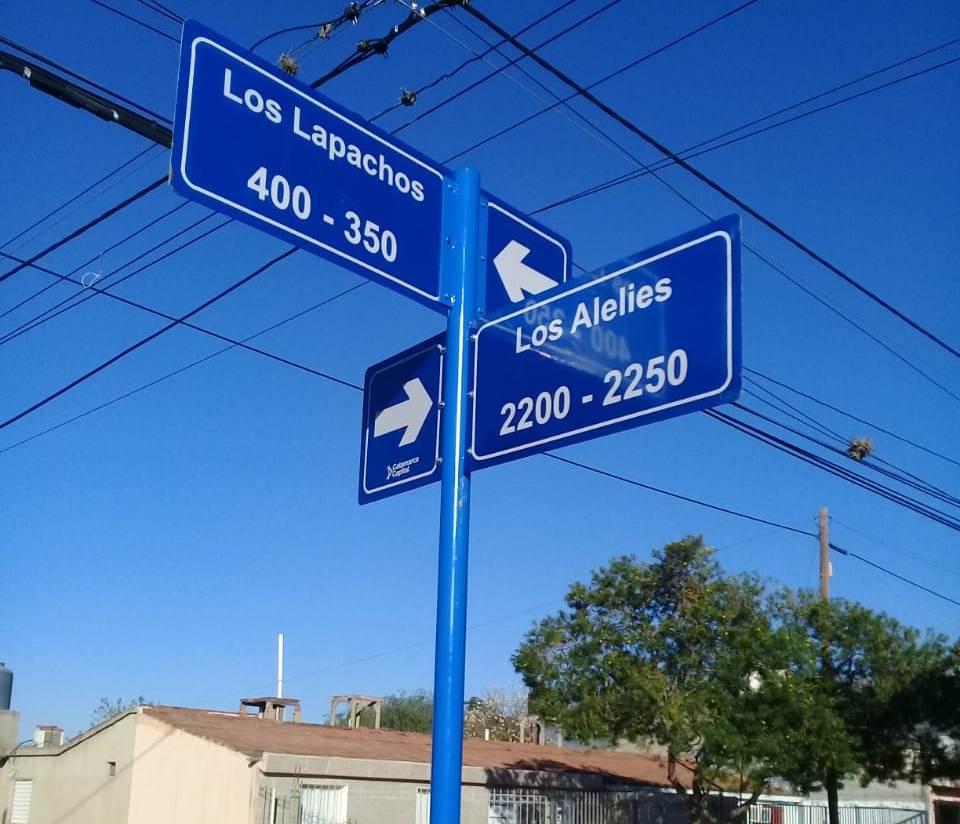 Los Lapachos
400 - 350
Los Alelies
2200 - 2250
Catamarca
Capital